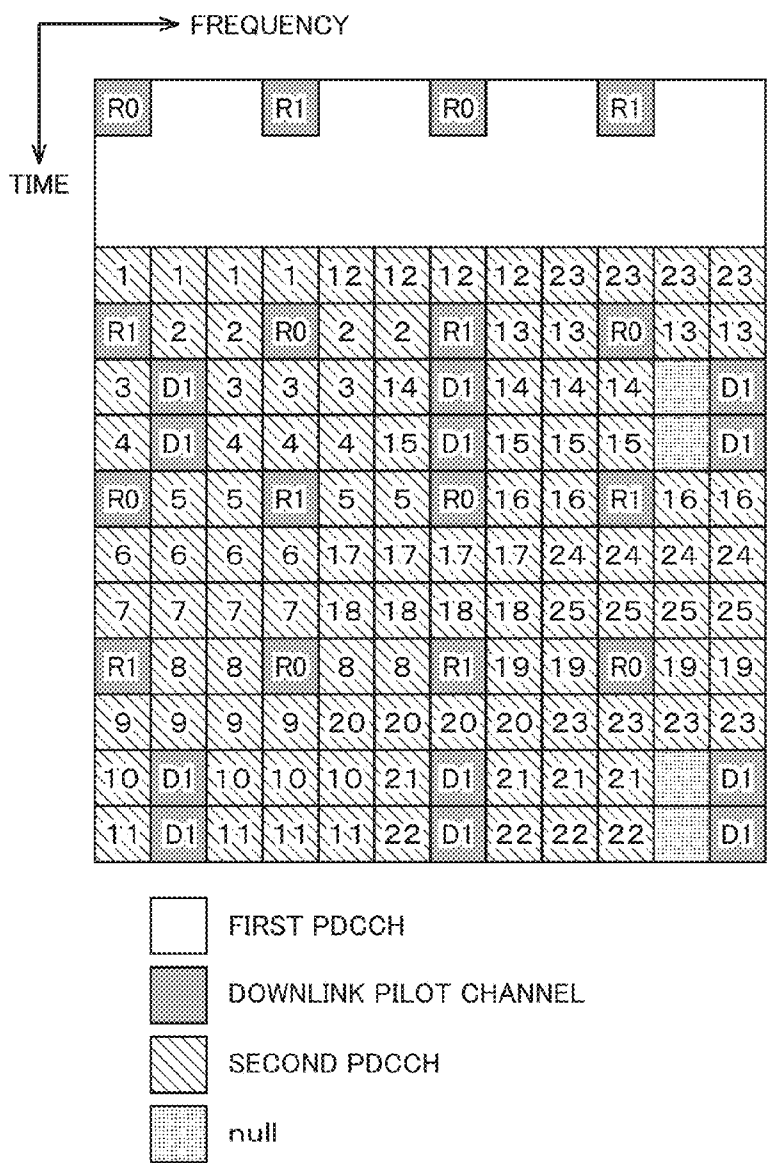 FREQUENCY
TIME
R0 R1 R0 R1
1 1 1 1 12 12 12 12 23 23 23 23
R1 2 2 R0 2 2 R1 13 13 R0 13 13
3 D1 3 3 3 14 D1 14 14 14 D1
4 D1 4 4 4 15 D1 15 15 15 D1
R0 5 5 R1 5 5 R0 16 16 R1 16 16
6 6 6 6 17 17 17 17 24 24 24 24
7 7 7 7 18 18 18 18 25 25 25 25
R1 8 8 R0 8 8 R1 19 19 R0 19 19
9 9 9 9 20 20 20 20 23 23 23 23
10 D1 10 10 10 21 D1 21 21 21 D1
11 D1 11 11 11 22 D1 22 22 22 D1
FIRST PDCCH
DOWNLINK PILOT CHANNEL
SECOND PDCCH
null